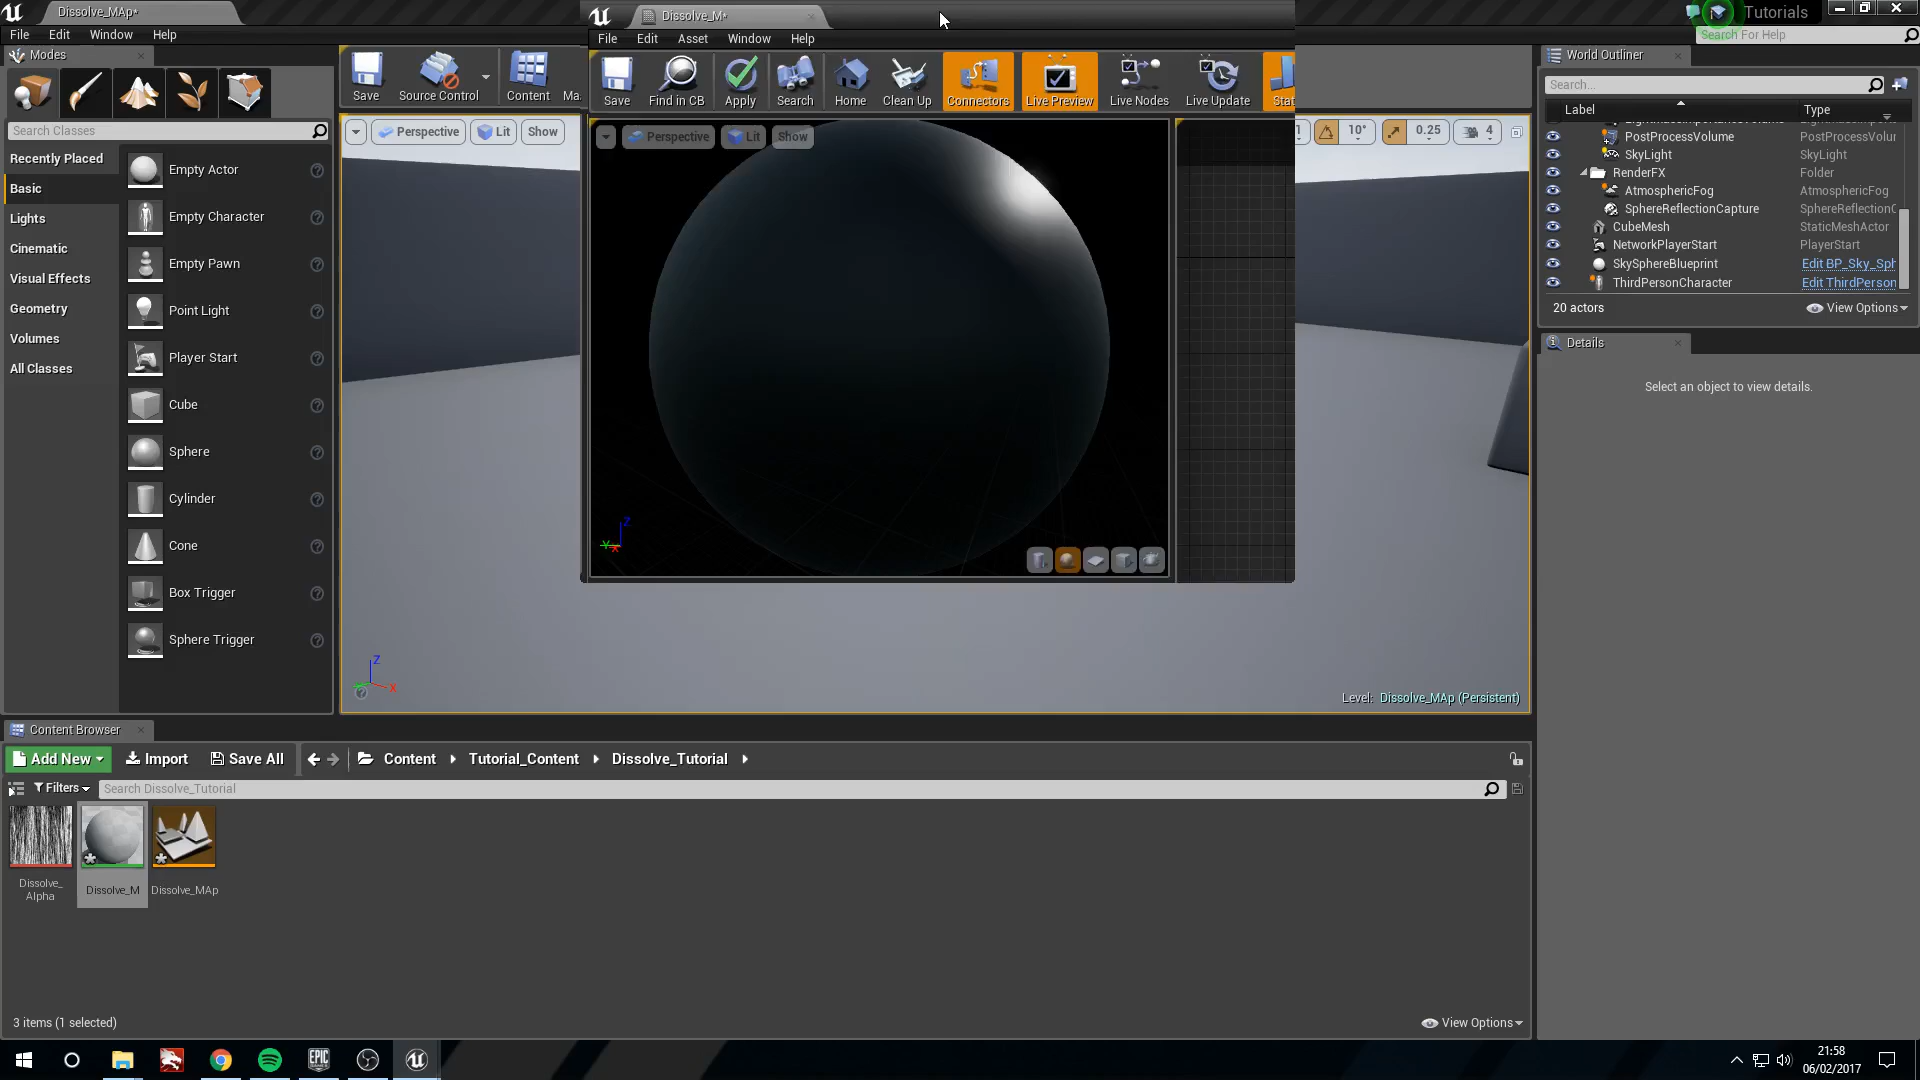 Dissolve_MAp*
File Edit Window Help
Modes
Search Classes
Recently Placed
Basic
Lights
Cinematic
Visual Effects
Geometry
Volumes
All Classes
Empty Actor
Empty Character
Empty Pawn
Point Light
Player Start
Cube
Sphere
Cylinder
Cone
Box Trigger
Sphere Trigger
Save Source Control Content Ma
Perspective Lit Show
Dissolve_M*
File Edit Asset Window Help
Save Find in CB Apply Search Home Clean Up Connectors Live Preview Live Nodes Live Update Stat
Perspective Lit Show
Z
Y X
1 10° 0.25 4
Z
X
Level: Dissolve_MAp (Persistent)
Tutorials
Search For Help
World Outliner
Search...
Label Type
PostProcessVolume PostProcessVolur
SkyLight SkyLight
RenderFX Folder
AtmosphericFog AtmosphericFog
SphereReflectionCapture SphereReflectionC
CubeMesh StaticMeshActor
NetworkPlayerStart PlayerStart
SkySphereBlueprint Edit BP_Sky_Sph
ThirdPersonCharacter Edit ThirdPerson
20 actors View Options
Details
Select an object to view details.
Content Browser
Add New Import Save All Content Tutorial_Content Dissolve_Tutorial
Filters Search Dissolve_Tutorial
Dissolve_
Alpha
Dissolve_M
Dissolve_MAp
3 items (1 selected) View Options
EPIC
21:58
06/02/2017